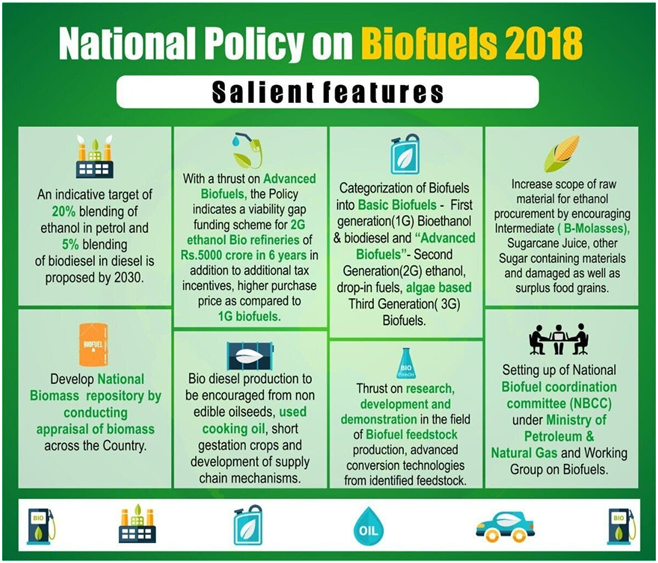 National Policy on Biofuels 2018
Salient features
An indicative target of
20% blending of
ethanol in petrol and
5% blending
of biodiesel in diesel is
proposed by 2030.
With a thrust on Advanced
Biofuels, the Policy
indicates a viability gap
funding scheme for 2G
ethanol Bio refineries of
Rs.5000 crore in 6 years in
addition to additional tax
incentives, higher purchase
price as compared to
1G biofuels.
Categorization of Biofuels
into Basic Biofuels - First
generation(1G) Bioethanol
& biodiesel and “Advanced
Biofuels”- Second
Generation(2G) ethanol,
drop-in fuels, algae based
Third Generation( 3G)
Biofuels.
Increase scope of raw
material for ethanol
procurement by encouraging
Intermediate ( B-Molasses),
Sugarcane Juice, other
Sugar containing materials
and damaged as well as
surplus food grains.
BIOFUEL
Develop National
Biomass repository by
conducting
appraisal of biomass
across the Country.
Bio diesel production to
be encouraged from non
edible oilseeds, used
cooking oil, short
gestation crops and
development of supply
chain mechanisms.
BIO
Thrust on research,
development and
demonstration in the field
of Biofuel feedstock
production, advanced
conversion technologies
from identified feedstock.
Setting up of National
Biofuel coordination
committee (NBCC)
under Ministry of
Petroleum &
Natural Gas and Working
Group on Biofuels.
BIO
OIL
BIO